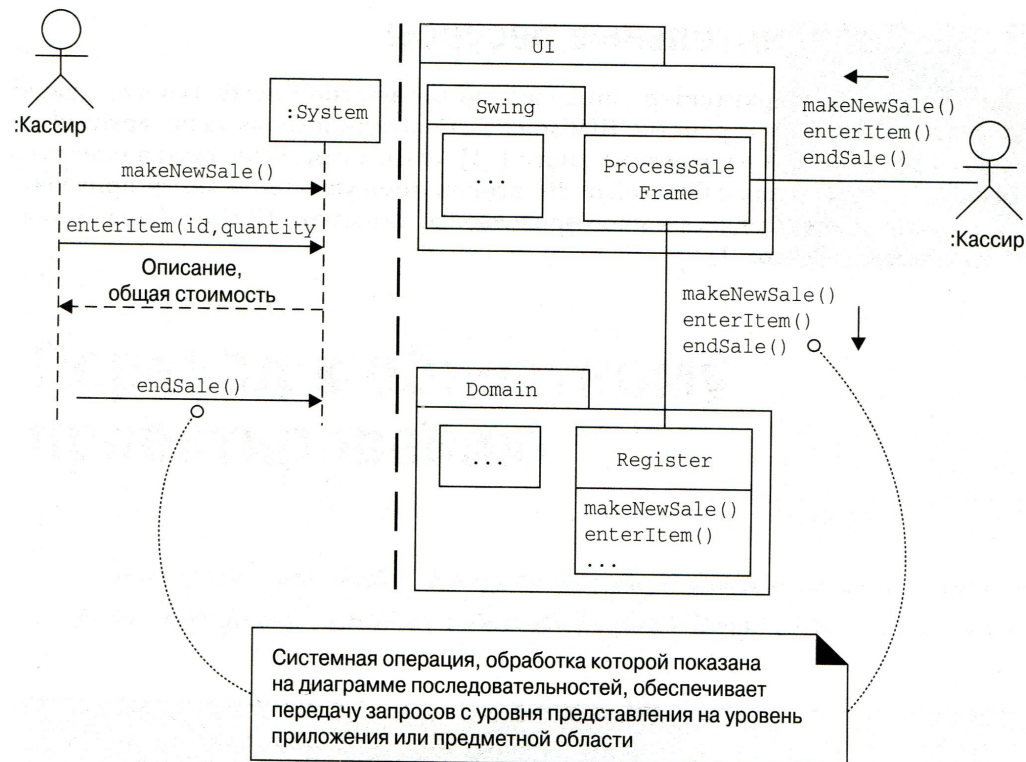 :Кассир
:System
makeNewSale()
enterItem(id,quantity
Описание,
общая стоимость
endSale()
UI
Swing
...
ProcessSale
Frame
makeNewSale()
enterItem()
endSale()
:Кассир
makeNewSale()
enterItem()
endSale()
Domain
...
Register
makeNewSale()
enterItem()
...
Системная операция, обработка которой показана
на диаграмме последовательностей, обеспечивает
передачу запросов с уровня представления на уровень
приложения или предметной области